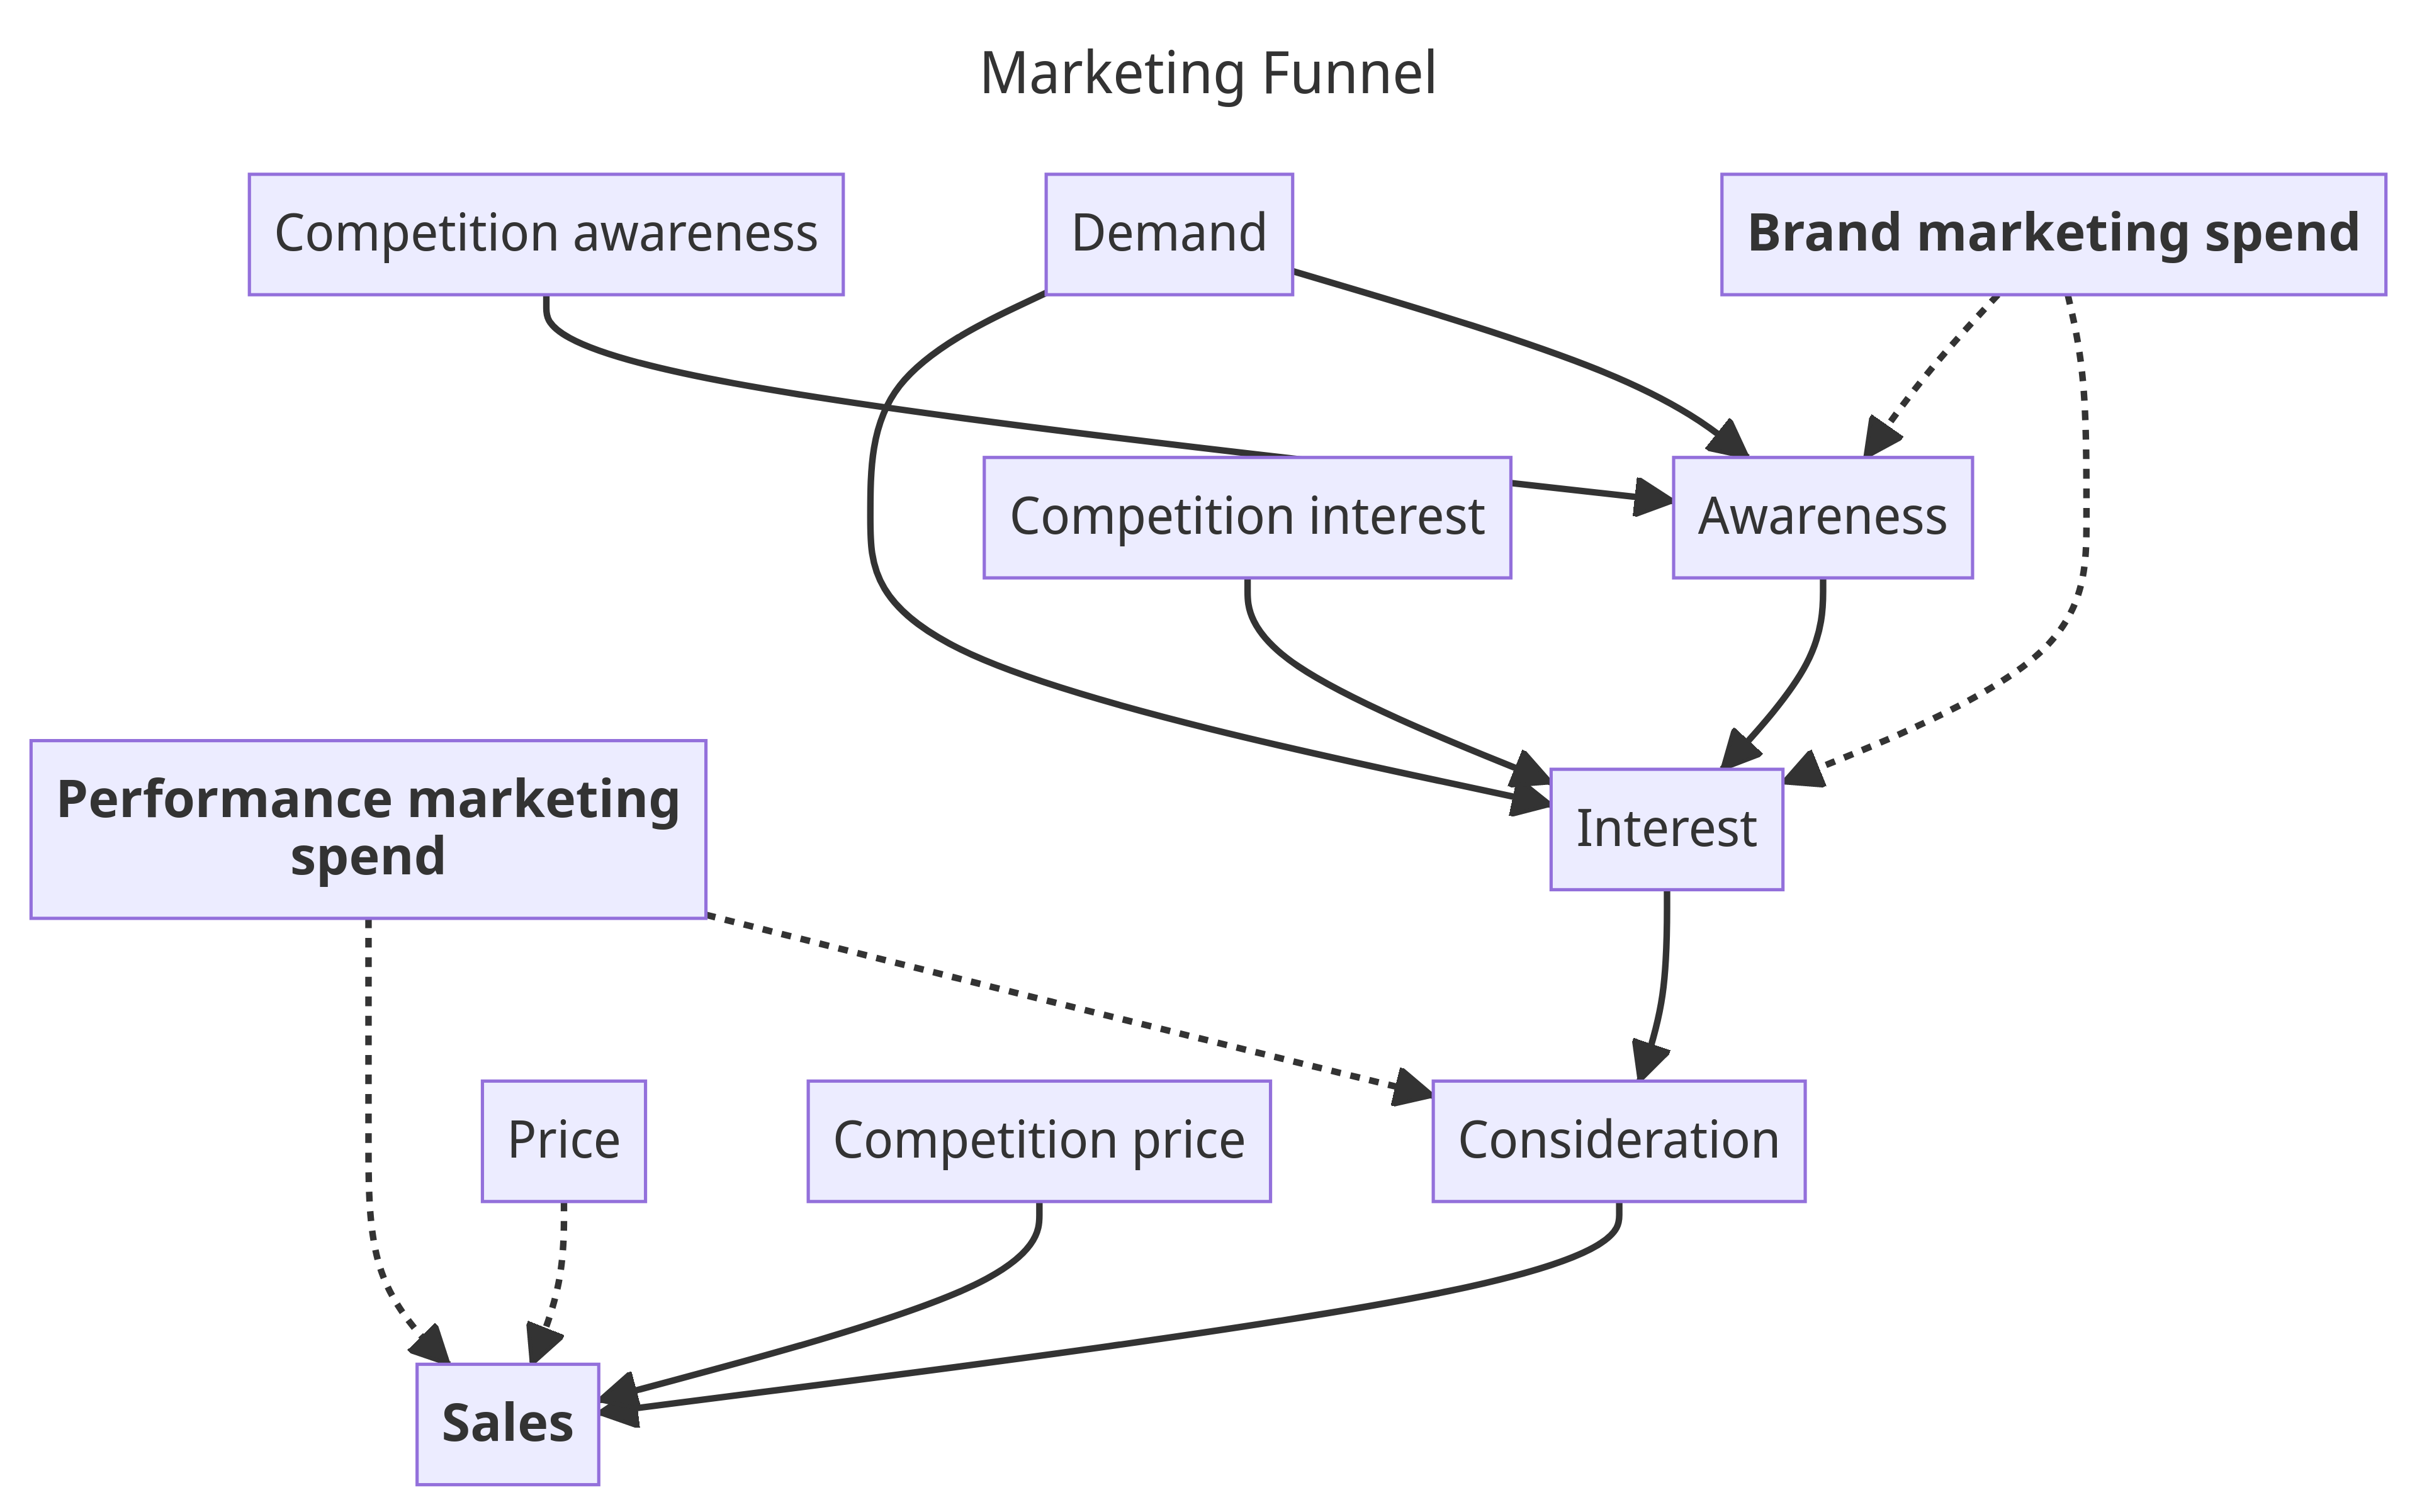 Marketing Funnel
Competition awareness
Demand
Brand marketing spend
Competition interest
Awareness
Performance marketing
spend
Interest
Price
Competition price
Consideration
Sales